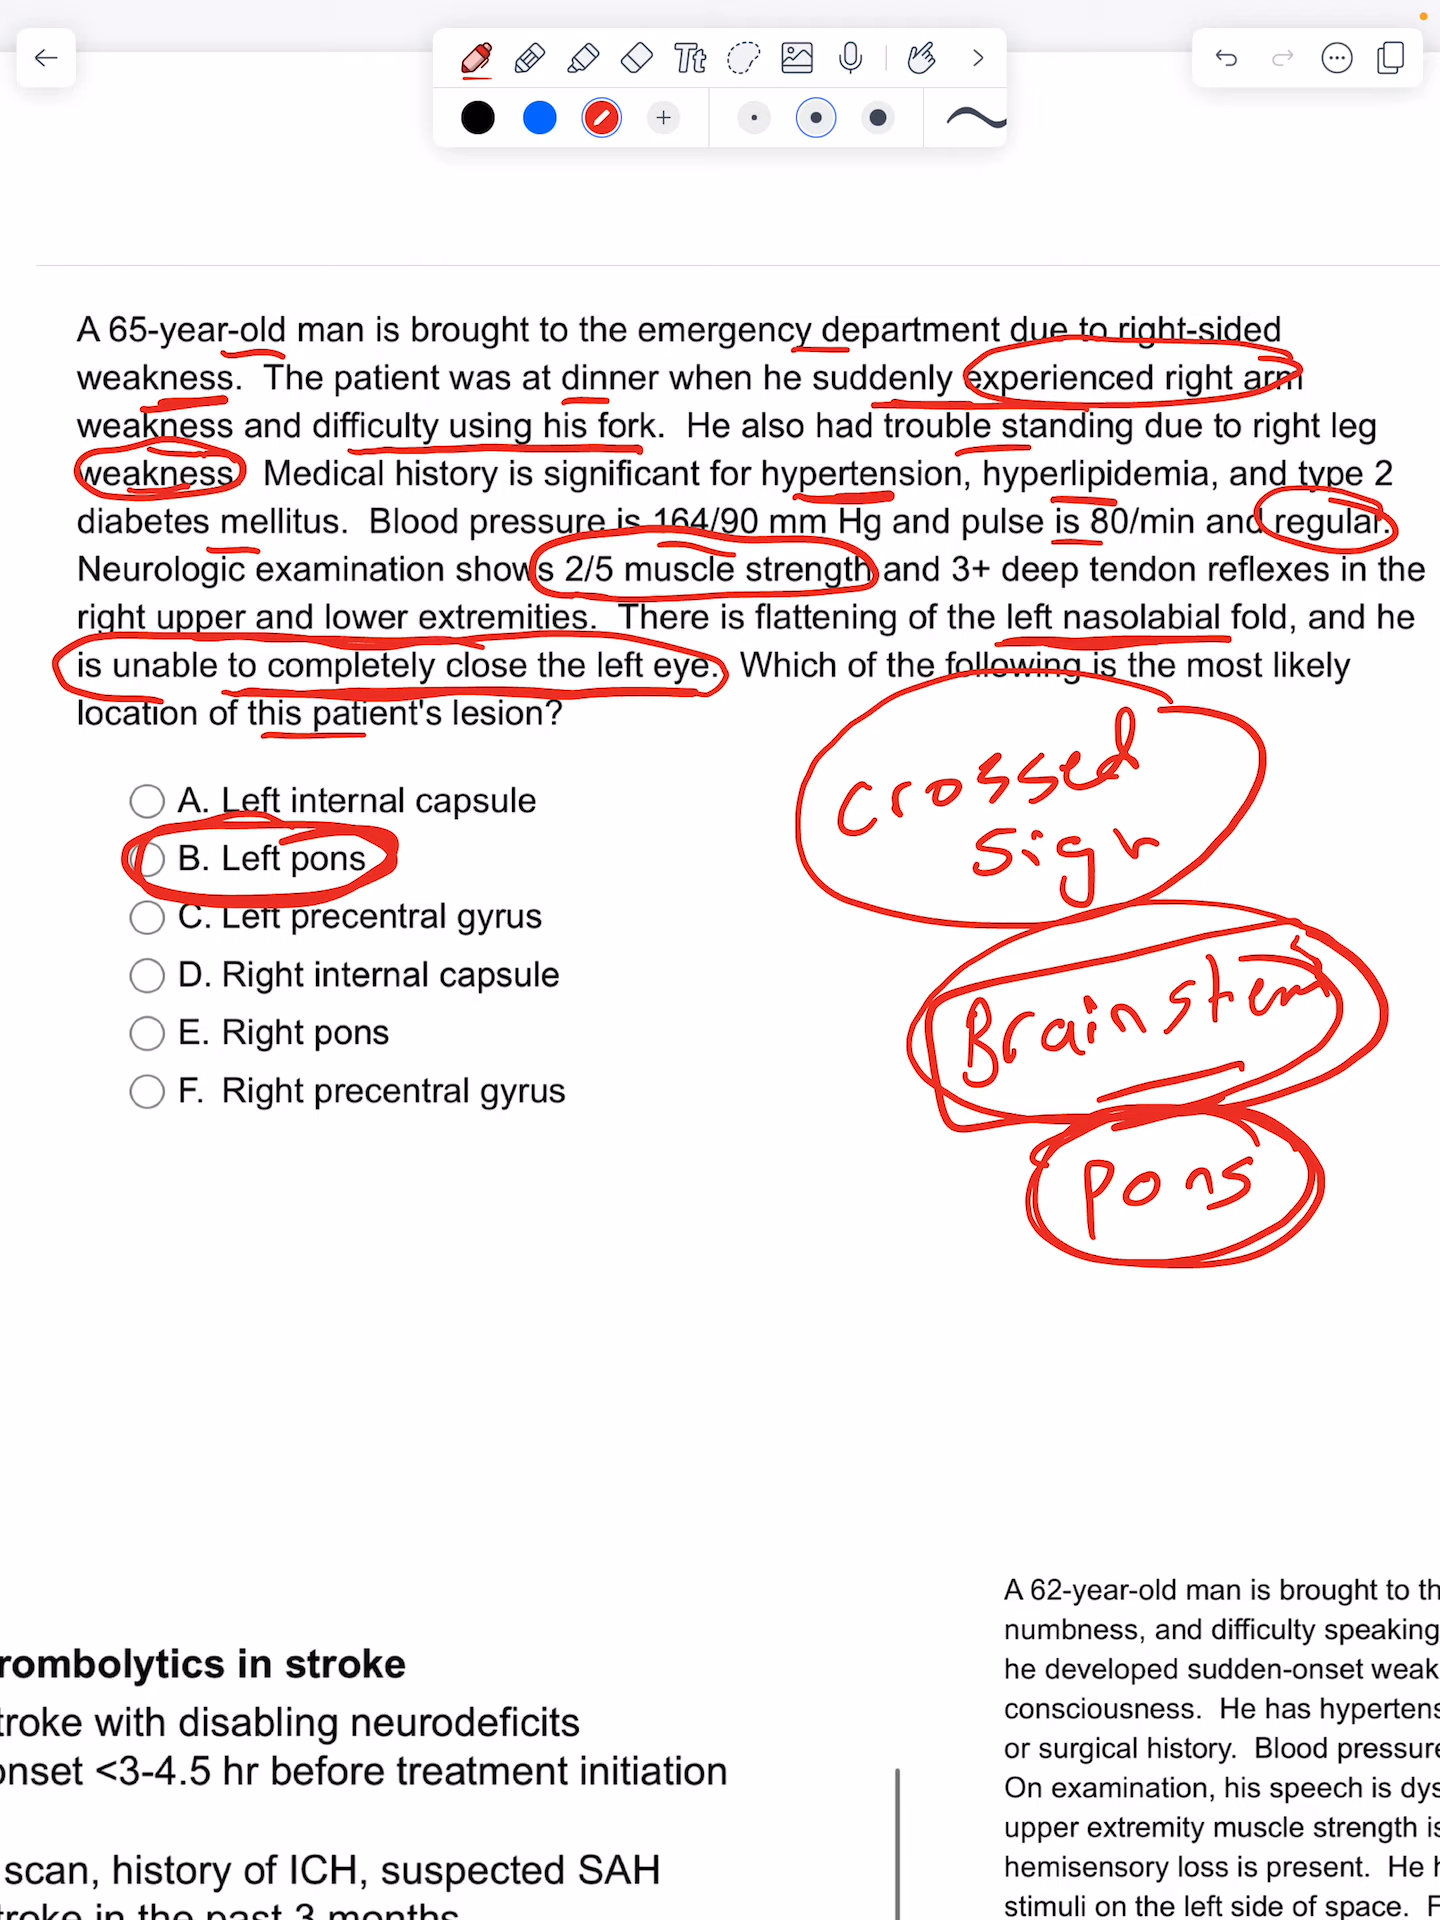 Tt
A 65-year-old man is brought to the emergency department due to right-sided
weakness. The patient was at dinner when he suddenly experienced right arm
weakness and difficulty using his fork. He also had trouble standing due to right leg
weakness. Medical history is significant for hypertension, hyperlipidemia, and type 2
diabetes mellitus. Blood pressure is 164/90 mm Hg and pulse is 80/min and regular.
Neurologic examination shows 2/5 muscle strength and 3+ deep tendon reflexes in the
right upper and lower extremities. There is flattening of the left nasolabial fold, and he
is unable to completely close the left eye. Which of the following is the most likely
location of this patient's lesion?
A. Left internal capsule
B. Left pons
C. Left precentral gyrus
D. Right internal capsule
E. Right pons
F. Right precentral gyrus
crossed
sign
Brainstem
pons
rombolytics in stroke
troke with disabling neurodeficits
onset <3-4.5 hr before treatment initiation
scan, history of ICH, suspected SAH
troke in the past 3 months
A 62-year-old man is brought to th
numbness, and difficulty speaking
he developed sudden-onset weak
consciousness. He has hypertens
or surgical history. Blood pressure
On examination, his speech is dys
upper extremity muscle strength is
hemisensory loss is present. He h
stimuli on the left side of space. F